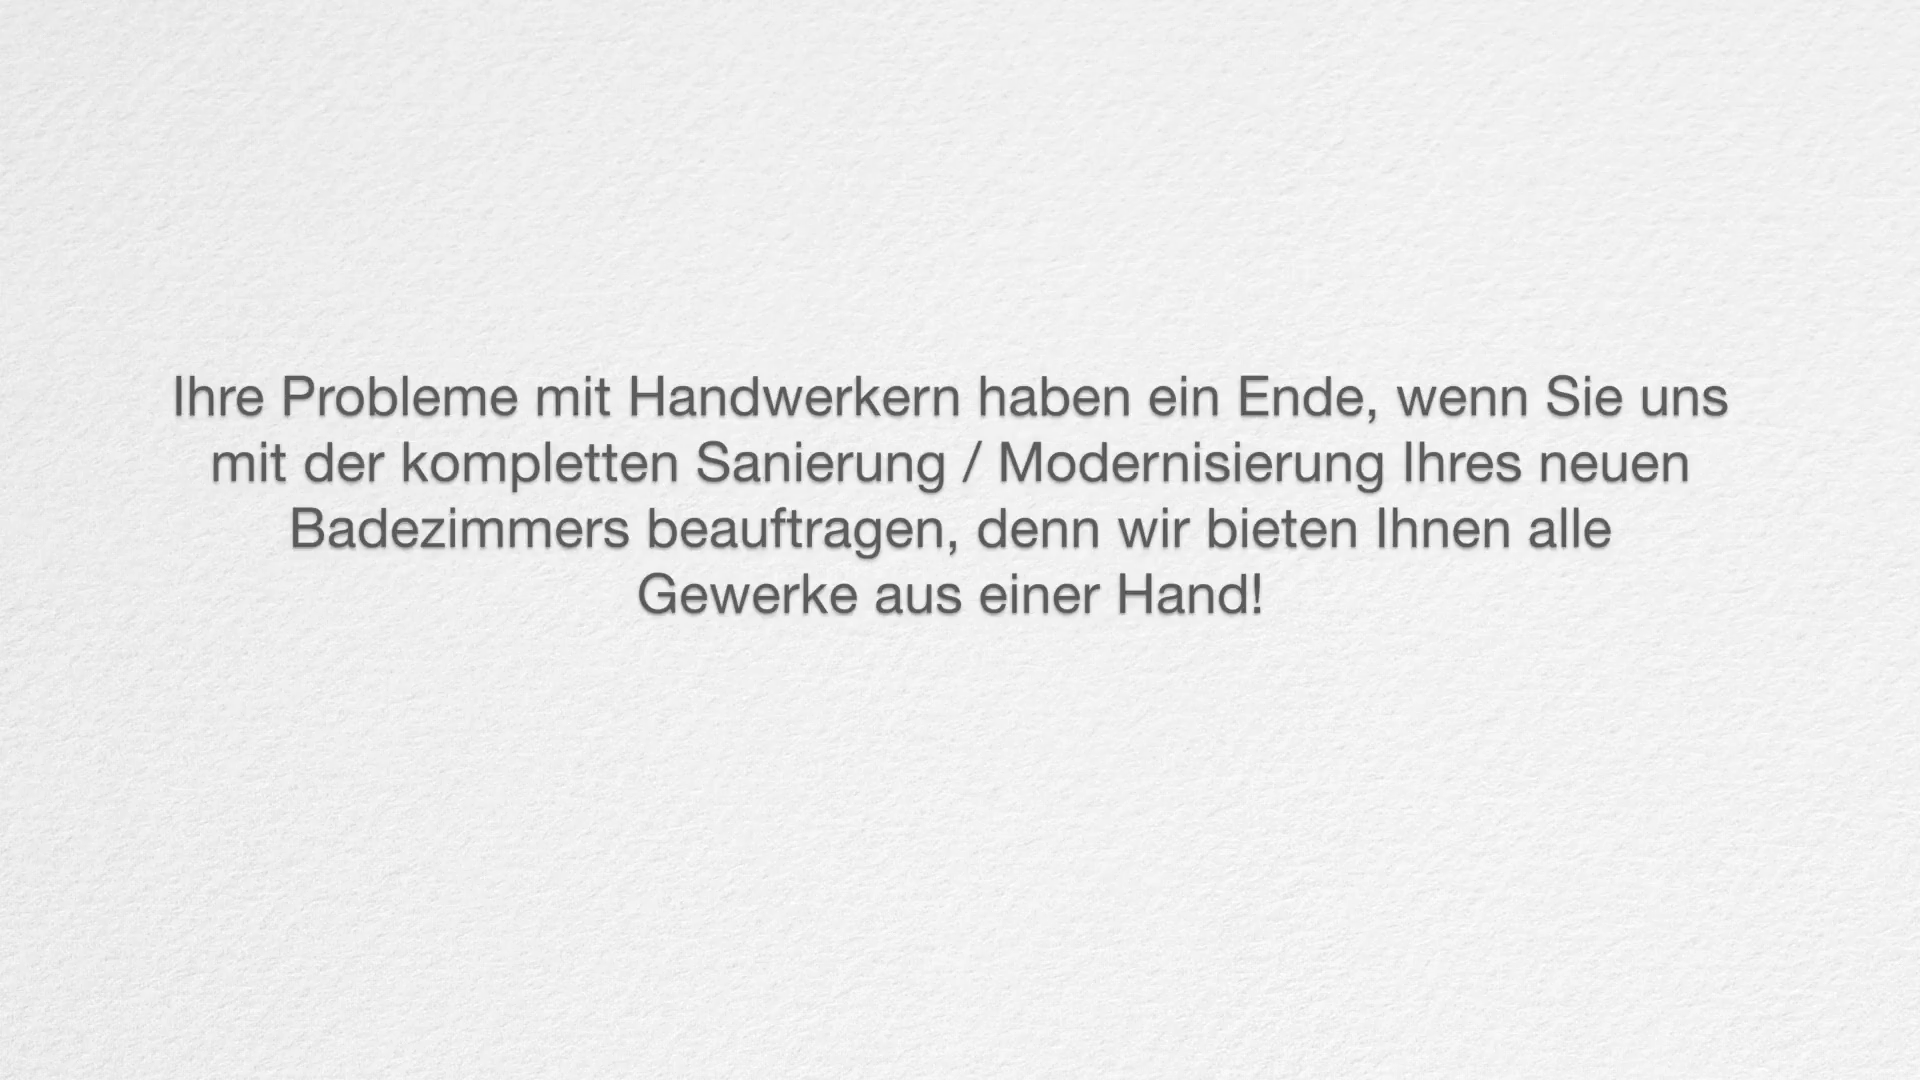 Ihre Probleme mit Handwerkern haben ein Ende, wenn Sie uns
mit der kompletten Sanierung / Modernisierung Ihres neuen
Badezimmers beauftragen, denn wir bieten Ihnen alle
Gewerke aus einer Hand!